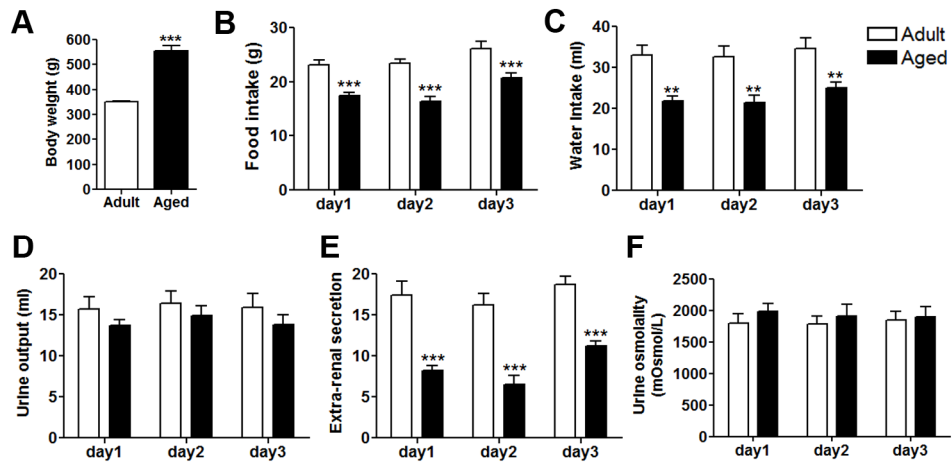 A
Body weight (g)
600
500
400
300
200
100
0
***
Adult Aged
B
Food intake (g)
30
20
10
0
***
***
***
day1 day2 day3
C
Water Intake (ml)
40
30
20
10
0
**
**
**
day1 day2 day3
Adult
Aged
D
Urine output (ml)
20
15
10
5
0
day1 day2 day3
E
Extra-renal secretion
20
15
10
5
0
***
***
***
day1 day2 day3
F
Urine osmolality
(mOsmol/L)
2500
2000
1500
1000
500
0
day1 day2 day3